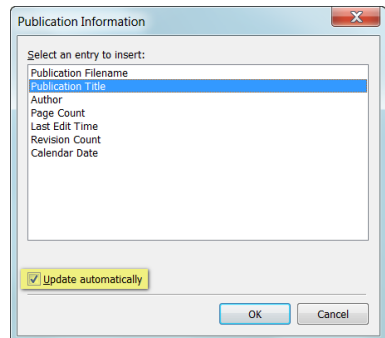 Publication Information
Select an entry to insert:
Publication Filename
Publication Title
Author
Page Count
Last Edit Time
Revision Count
Calendar Date
Update automatically
OK Cancel